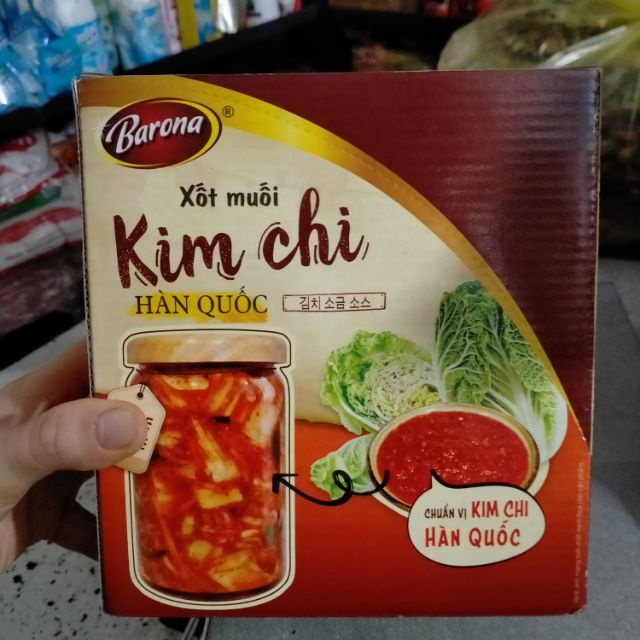 Barona ®
Xốt muối
Kim chi
HÀN QUỐC
김치 소금 소스
CHUẨN VỊ KIM CHI
HÀN QUỐC